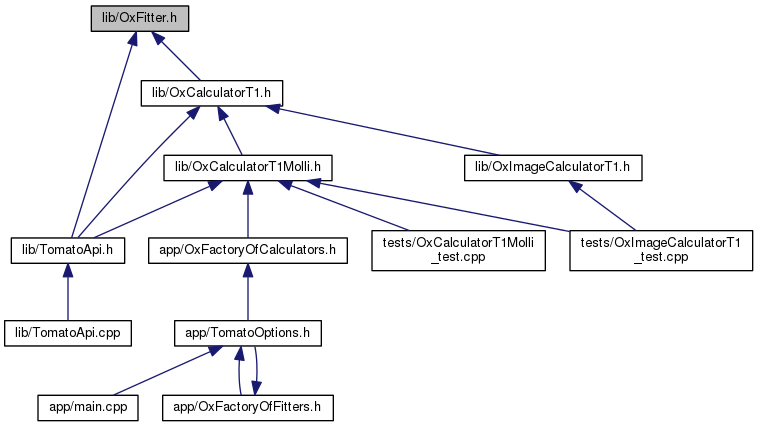 lib/OxFitter.h
lib/OxCalculatorT1.h
lib/OxCalculatorT1Molli.h
lib/OxImageCalculatorT1.h
lib/TomatoApi.h
app/OxFactoryOfCalculators.h
tests/OxCalculatorT1Molli
_test.cpp
tests/OxImageCalculatorT1
_test.cpp
lib/TomatoApi.cpp
app/TomatoOptions.h
app/main.cpp
app/OxFactoryOfFitters.h